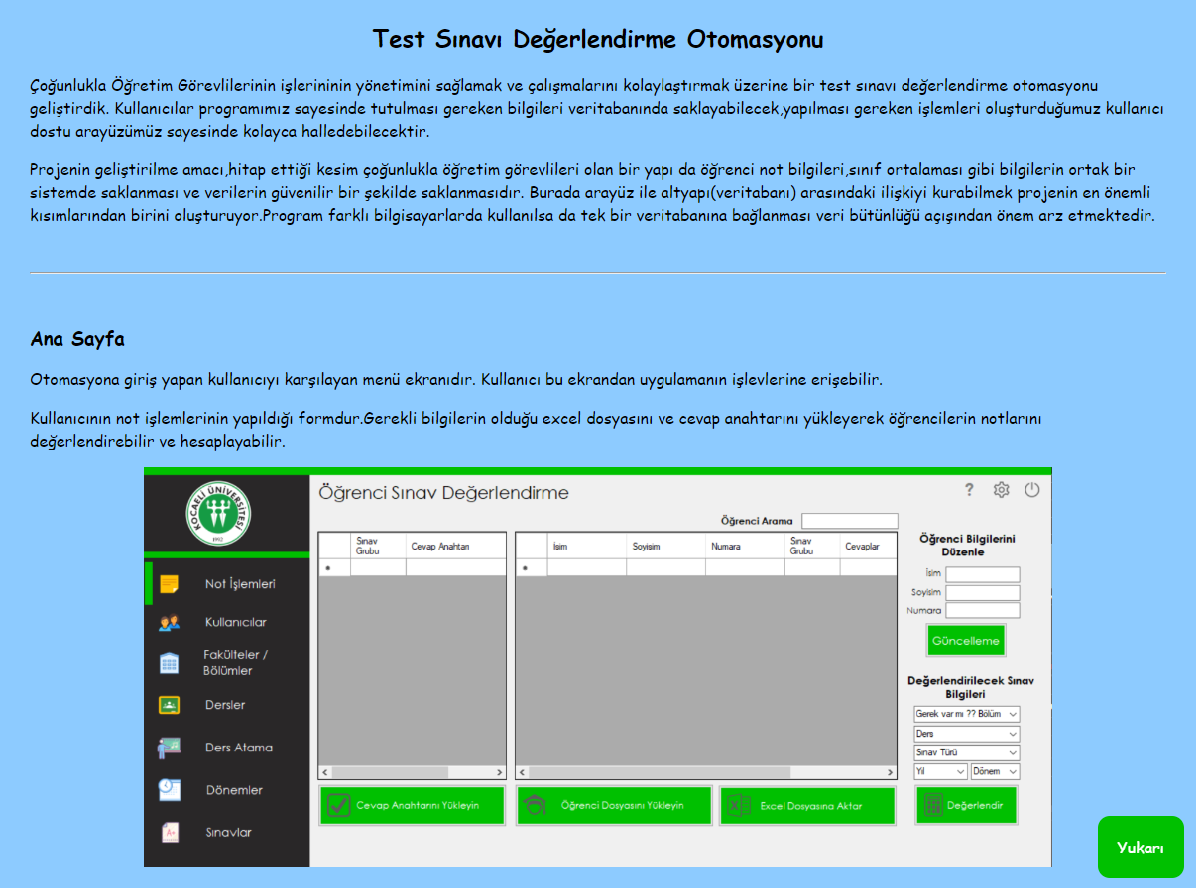 Test Sınavı Değerlendirme Otomasyonu
Çoğunlukla Öğretim Görevlilerinin işlerininin yönetimini sağlamak ve çalışmalarını kolaylaştırmak üzerine bir test sınavı değerlendirme otomasyonu
geliştirdik. Kullanıcılar programımız sayesinde tutulması gereken bilgileri veritabanında saklayabilecek,yapılması gereken işlemleri oluşturduğumuz kullanıcı
dostu arayüzümüz sayesinde kolayca halledebilecektir.
Projenin geliştirilme amacı,hitap ettiği kesim çoğunlukla öğretim görevlileri olan bir yapı da öğrenci not bilgileri,sınıf ortalaması gibi bilgilerin ortak bir
sistemde saklanması ve verilerin güvenilir bir şekilde saklanmasıdır. Burada arayüz ile altyapı(veritabanı) arasındaki ilişkiyi kurabilmek projenin en önemli
kısımlarından birini oluşturuyor.Program farklı bilgisayarlarda kullanılsa da tek bir veritabanına bağlanması veri bütünlüğü açışından önem arz etmektedir.
Ana Sayfa
Otomasyona giriş yapan kullanıcıyı karşılayan menü ekranıdır. Kullanıcı bu ekrandan uygulamanın işlevlerine erişebilir.
Kullanıcının not işlemlerinin yapıldığı formdur.Gerekli bilgilerin olduğu excel dosyasını ve cevap anahtarını yükleyerek öğrencilerin notlarını
değerlendirebilir ve hesaplayabilir.
KOCAELİ ÜNİVERSİTESİ
1992
Öğrenci Sınav Değerlendirme
?
Öğrenci Arama
Sınav Grubu
Cevap Anahtarı
İsim
Soyisim
Numara
Sınav Grubu
Cevaplar
Öğrenci Bilgilerini
Düzenle
İsim
Soyisim
Numara
Güncelleme
Değerlendirilecek Sınav
Bilgileri
Gerek var mı ?? Bölüm
Ders
Sınav Türü
Yıl
Dönem
Değerlendir
Not İşlemleri
Kullanıcılar
Fakülteler /
Bölümler
Dersler
Ders Atama
Dönemler
A+
Sınavlar
Cevap Anahtarını Yükleyin
Öğrenci Dosyasını Yükleyin
Excel Dosyasına Aktar
Yukarı